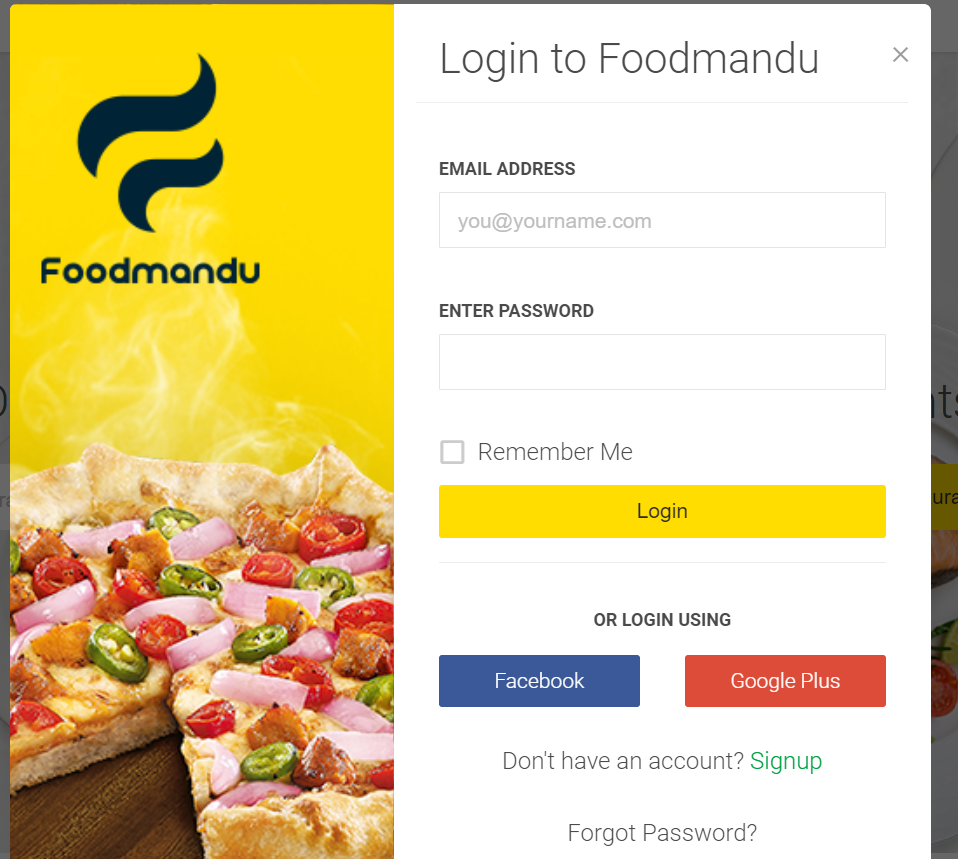 Foodmandu
Login to Foodmandu
×
EMAIL ADDRESS
you@yourname.com
ENTER PASSWORD
Remember Me
Login
OR LOGIN USING
Facebook
Google Plus
Don't have an account? Signup
Forgot Password?